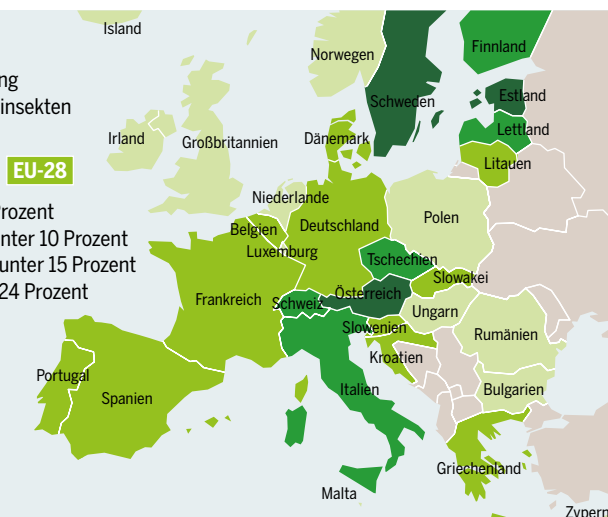 Island
ng
insekten
EU-28
Prozent
nter 10 Prozent
unter 15 Prozent
24 Prozent
Norwegen
Finnland
Schweden
Estland
Lettland
Litauen
Irland
Großbritannien
Dänemark
Niederlande
Belgien
Deutschland
Luxemburg
Polen
Tschechien
Slowakei
Frankreich
Schweiz
Österreich
Ungarn
Slowenien
Rumänien
Kroatien
Portugal
Spanien
Italien
Bulgarien
Griechenland
Malta
Zypern